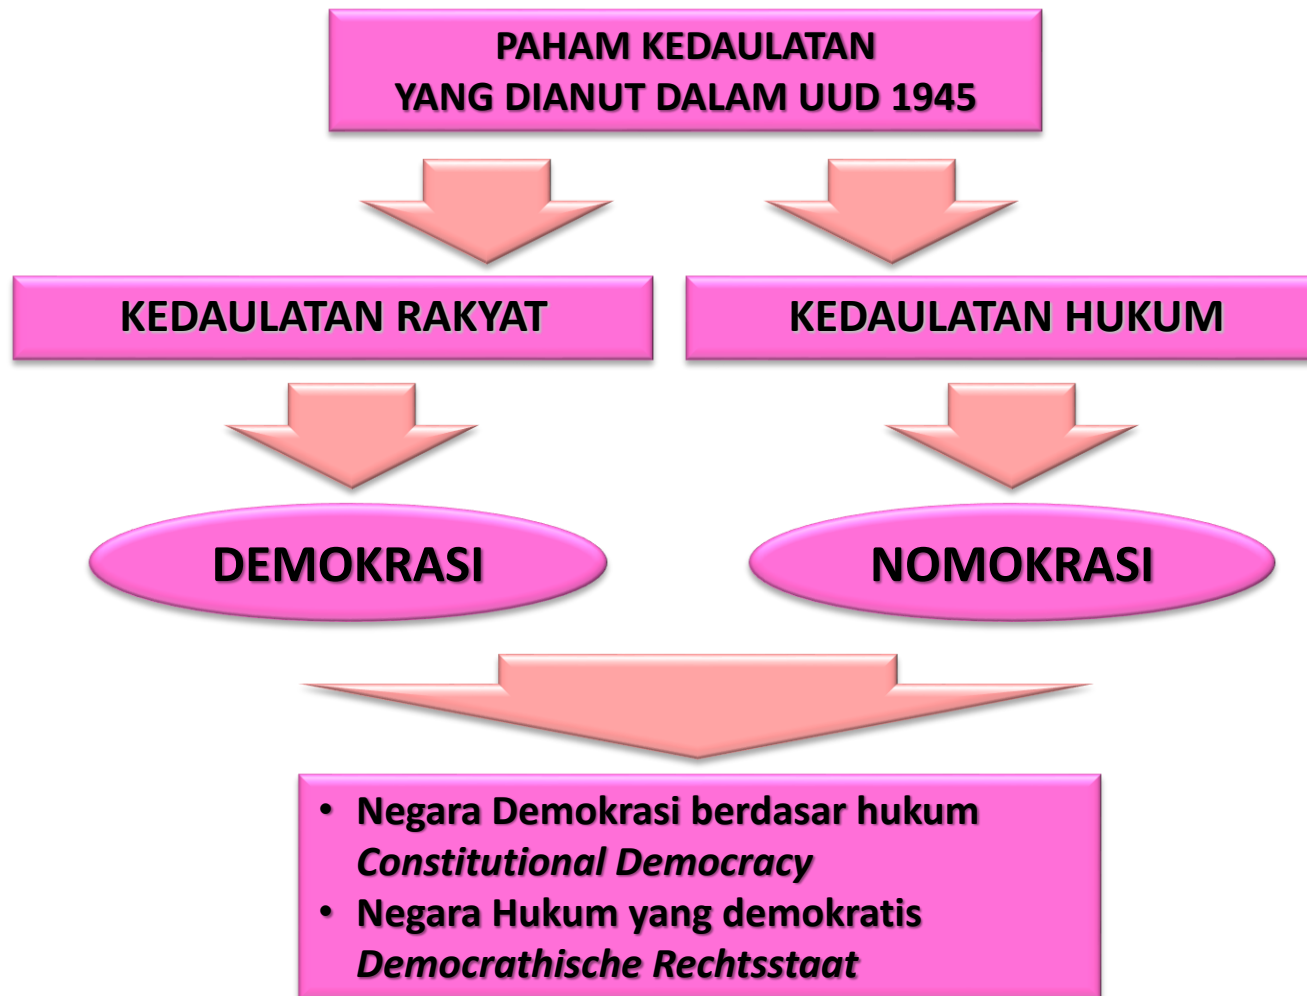 PAHAM KEDAULATAN
YANG DIANUT DALAM UUD 1945
KEDAULATAN RAKYAT
KEDAULATAN HUKUM
DEMOKRASI
NOMOKRASI
• Negara Demokrasi berdasar hukum
Constitutional Democracy
• Negara Hukum yang demokratis
Democrathische Rechtsstaat